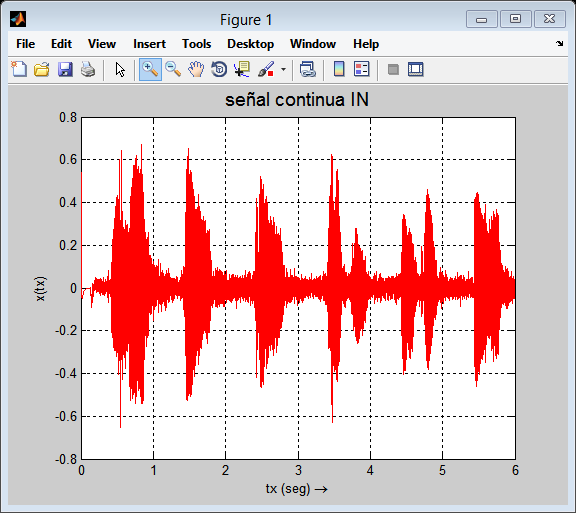 Figure 1
File Edit View Insert Tools Desktop Window Help
señal continua IN
0.8
0.6
0.4
0.2
0
-0.2
-0.4
-0.6
-0.8
x(tx)
0 1 2 3 4 5 6
tx (seg) →